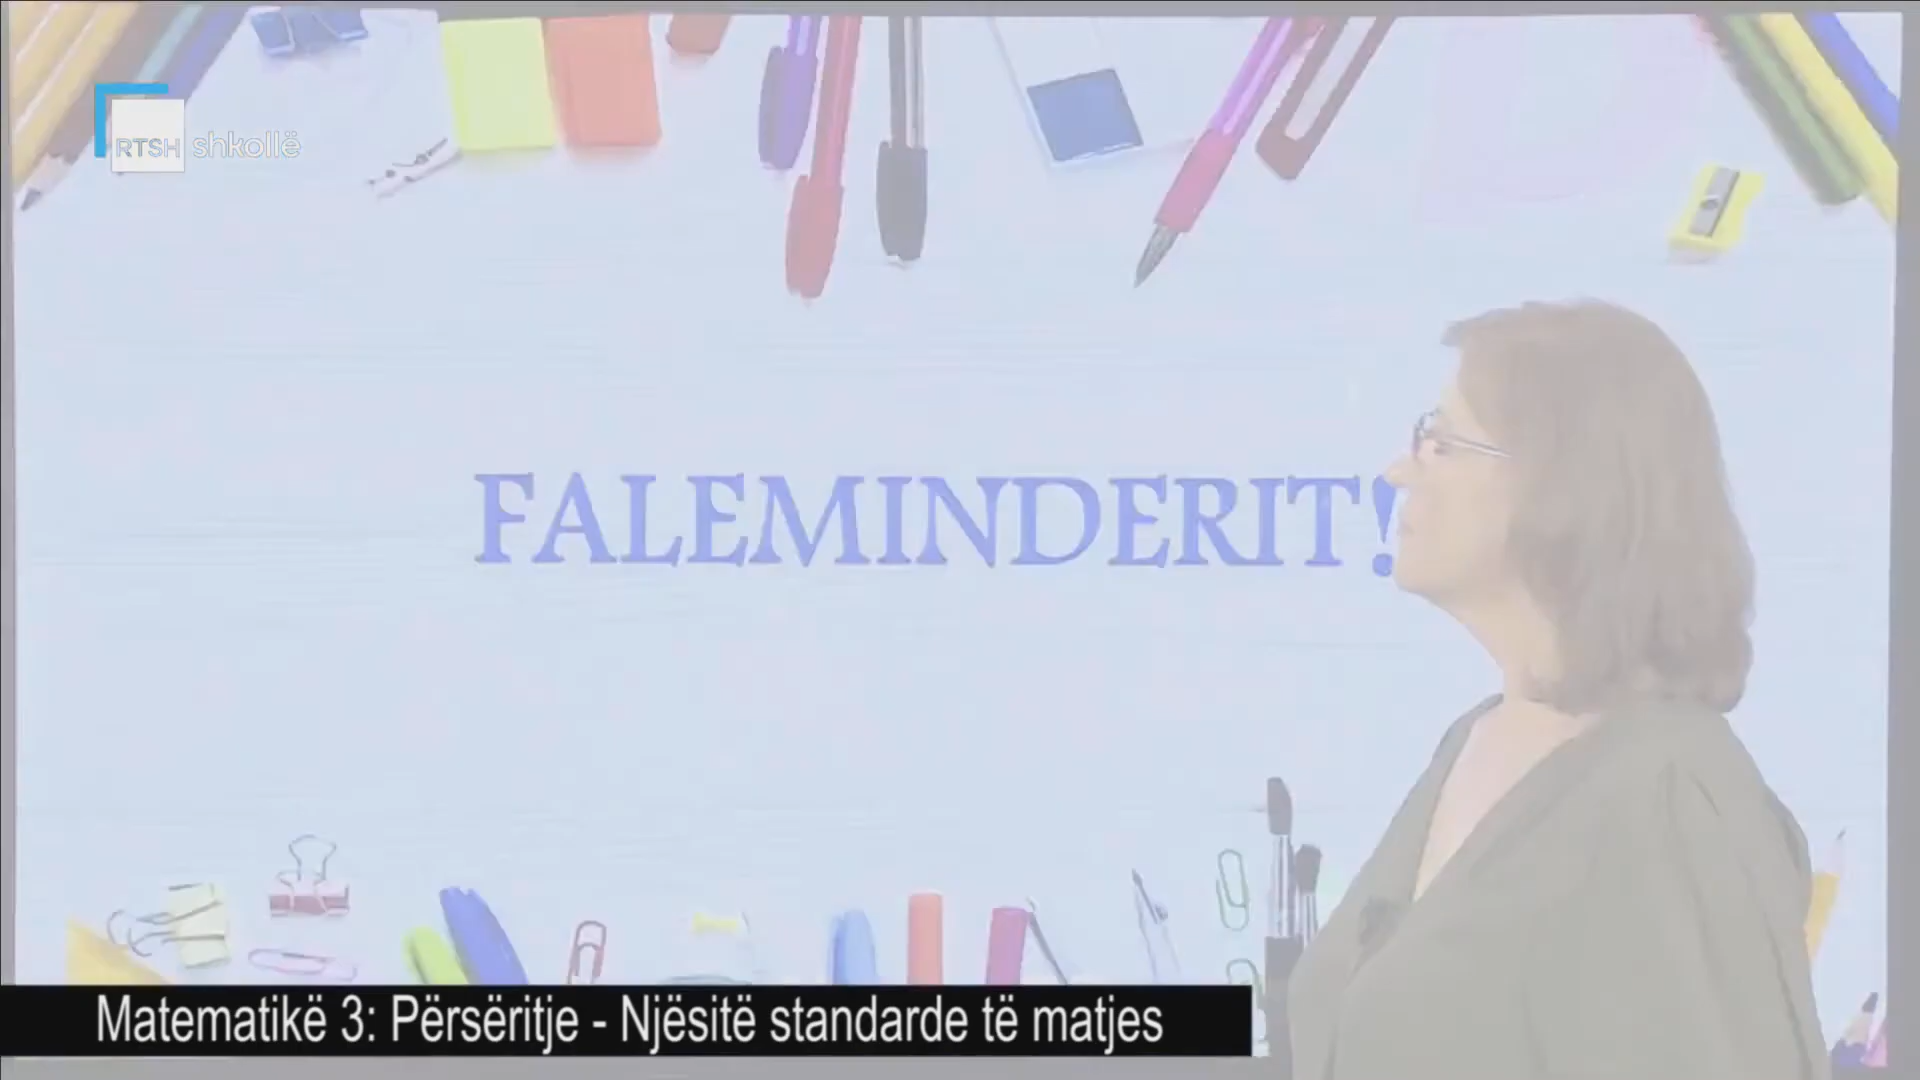 RTSH shkollë
FALEMINDERIT!
Matematikë 3: Përsëritje - Njësitë standarde të matjes